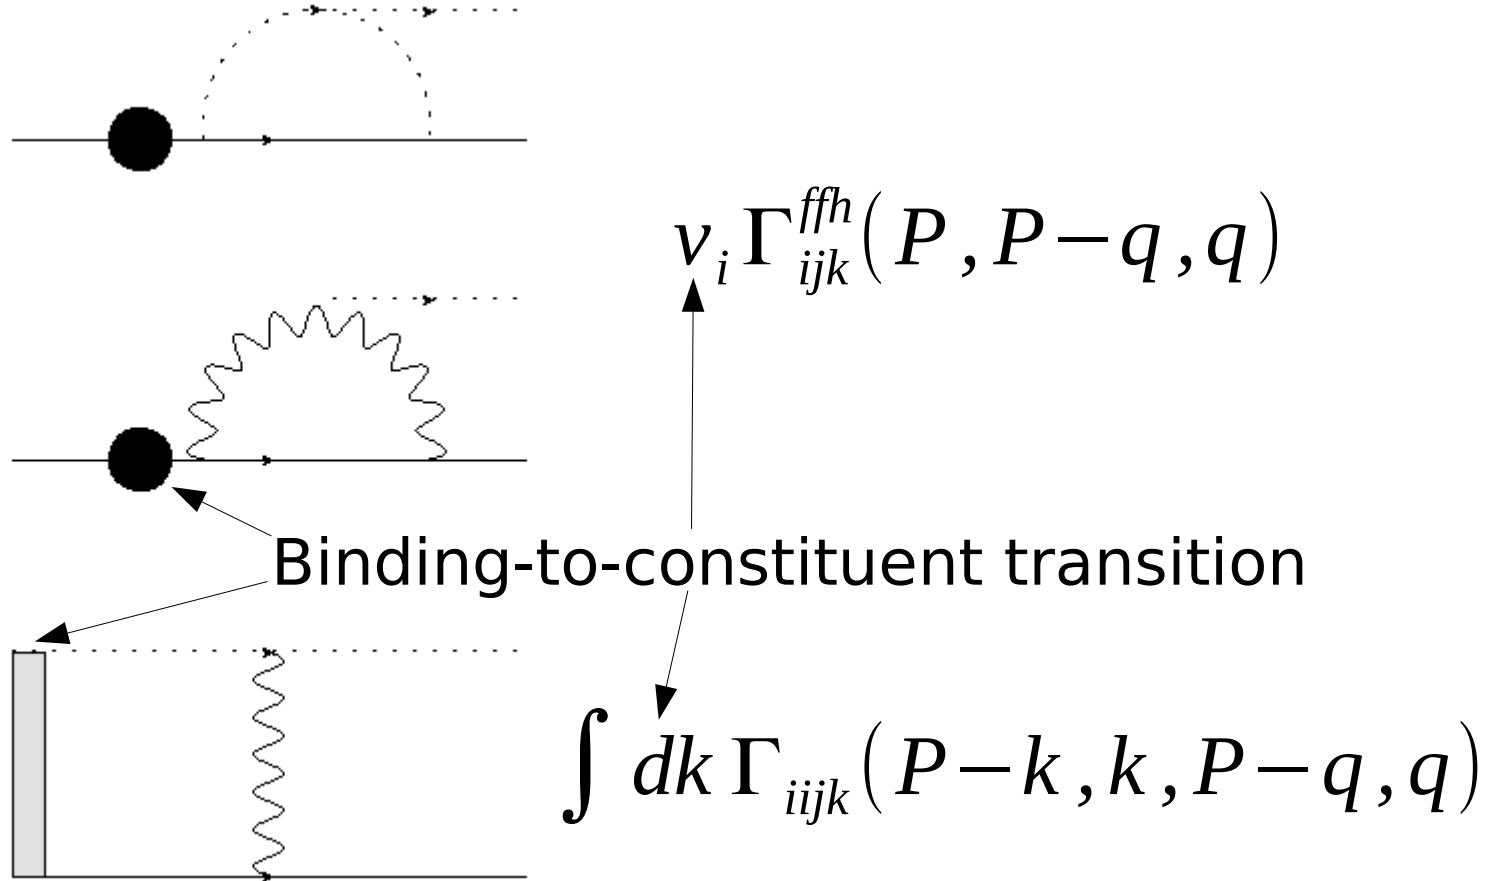 v_i Γ^{ffh}_{ijk}(P, P−q, q)
Binding-to-constituent transition
∫ dk Γ_{iijk}(P−k, k, P−q, q)